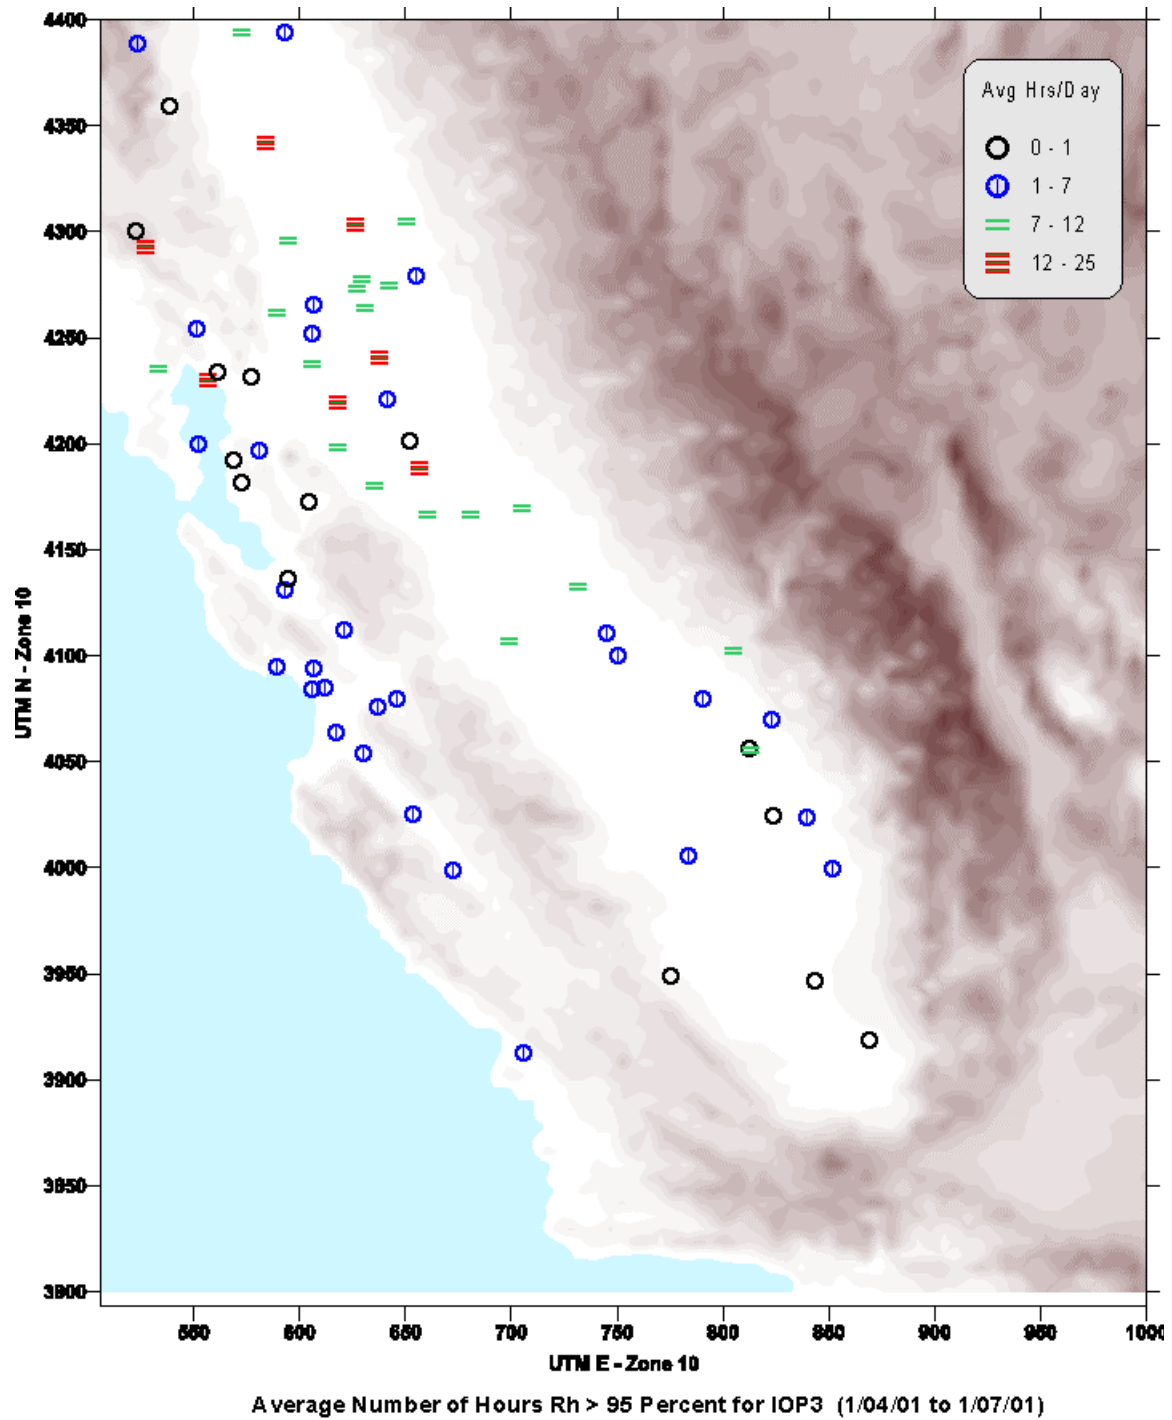 4400
4350
4300
4250
4200
4150
4100
4050
4000
3950
3900
3850
3800
UTM N - Zone 10
Avg Hrs/Day
0 - 1
1 - 7
7 - 12
12 - 25
550 600 650 700 750 800 850 900 950 1000
UTM E - Zone 10
Average Number of Hours Rh > 95 Percent for IOP3 (1/04/01 to 1/07/01)